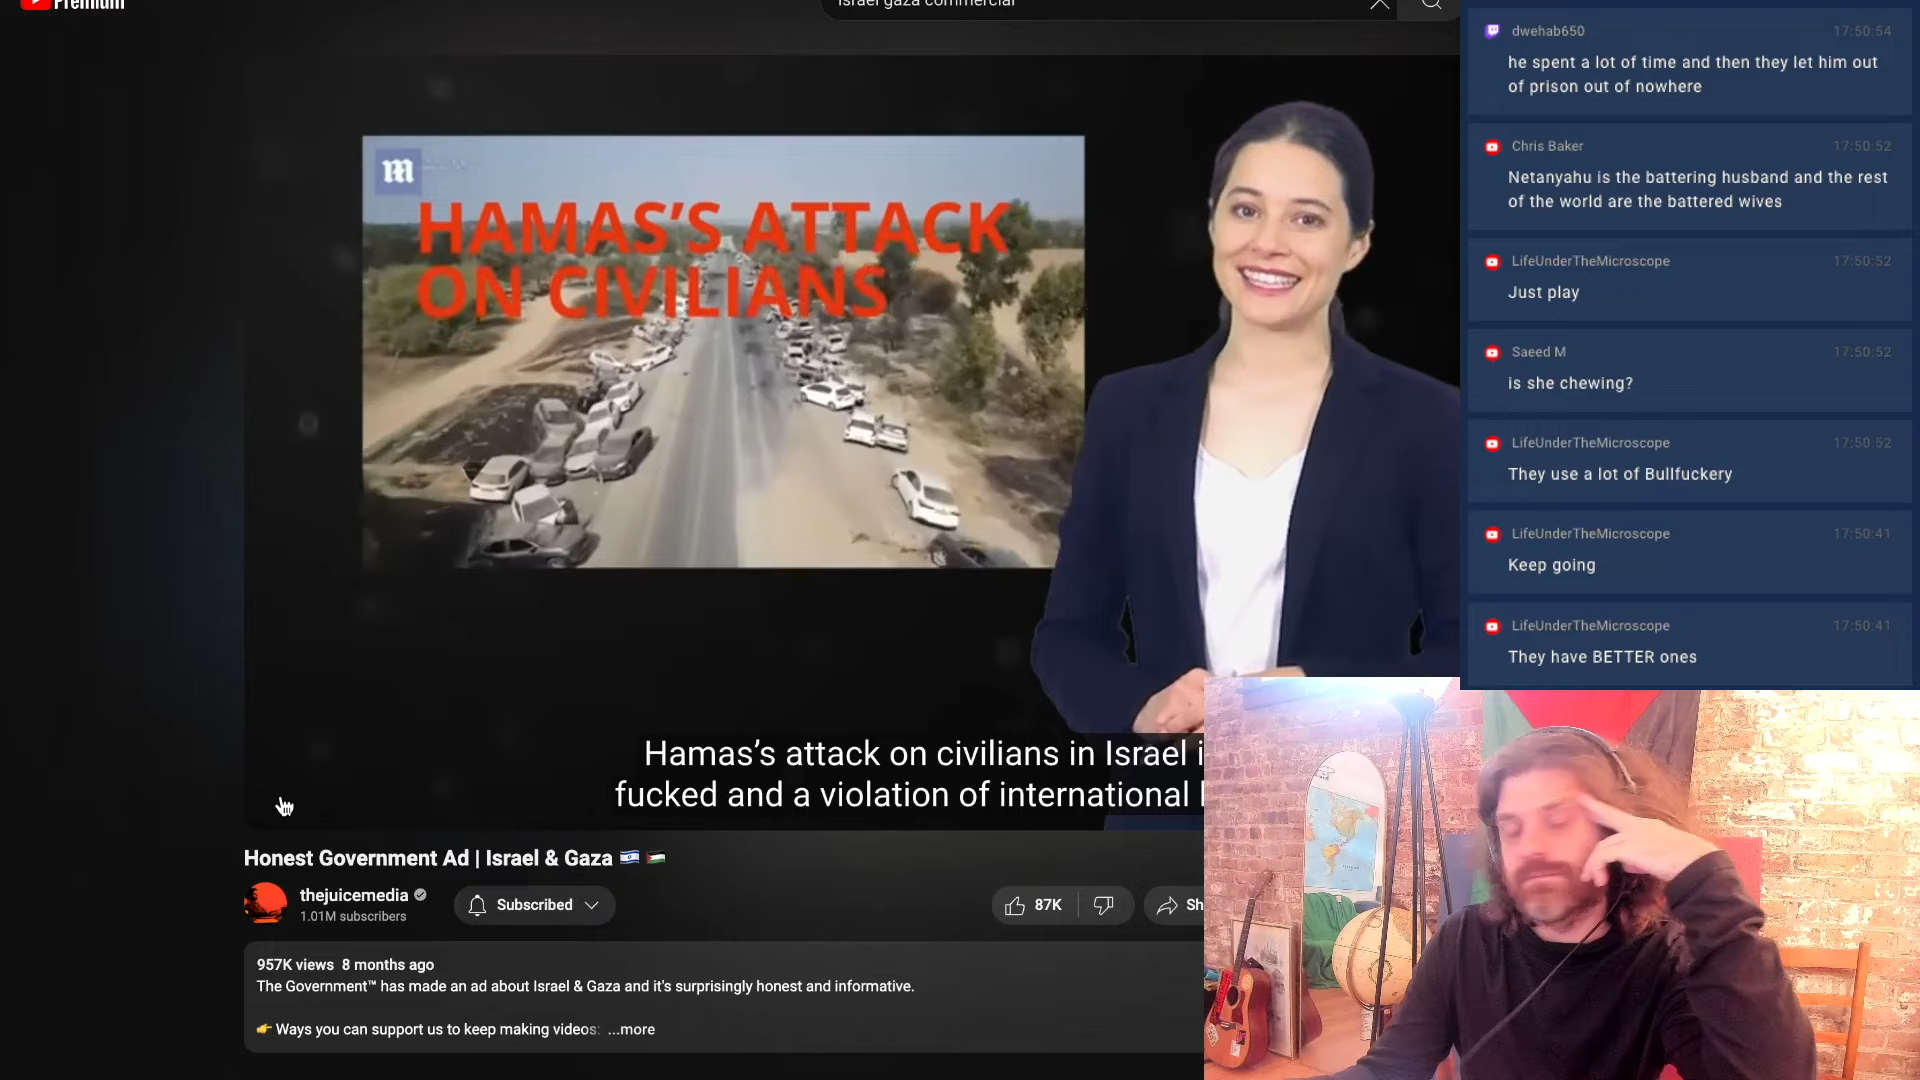 Premium
israel gaza commercial
HAMAS'S ATTACK
ON CIVILIANS
Hamas's attack on civilians in Israel
fucked and a violation of international
Honest Government Ad | Israel & Gaza
thejuicemedia
1.01M subscribers
Subscribed
87K
Sh
957K views 8 months ago
The Government™ has made an ad about Israel & Gaza and it's surprisingly honest and informative.
👉 Ways you can support us to keep making videos: ...more
dwehab650 17:50:54
he spent a lot of time and then they let him out
of prison out of nowhere
Chris Baker 17:50:52
Netanyahu is the battering husband and the rest
of the world are the battered wives
LifeUnderTheMicroscope 17:50:52
Just play
Saeed M 17:50:52
is she chewing?
LifeUnderTheMicroscope 17:50:52
They use a lot of Bullfuckery
LifeUnderTheMicroscope 17:50:41
Keep going
LifeUnderTheMicroscope 17:50:41
They have BETTER ones